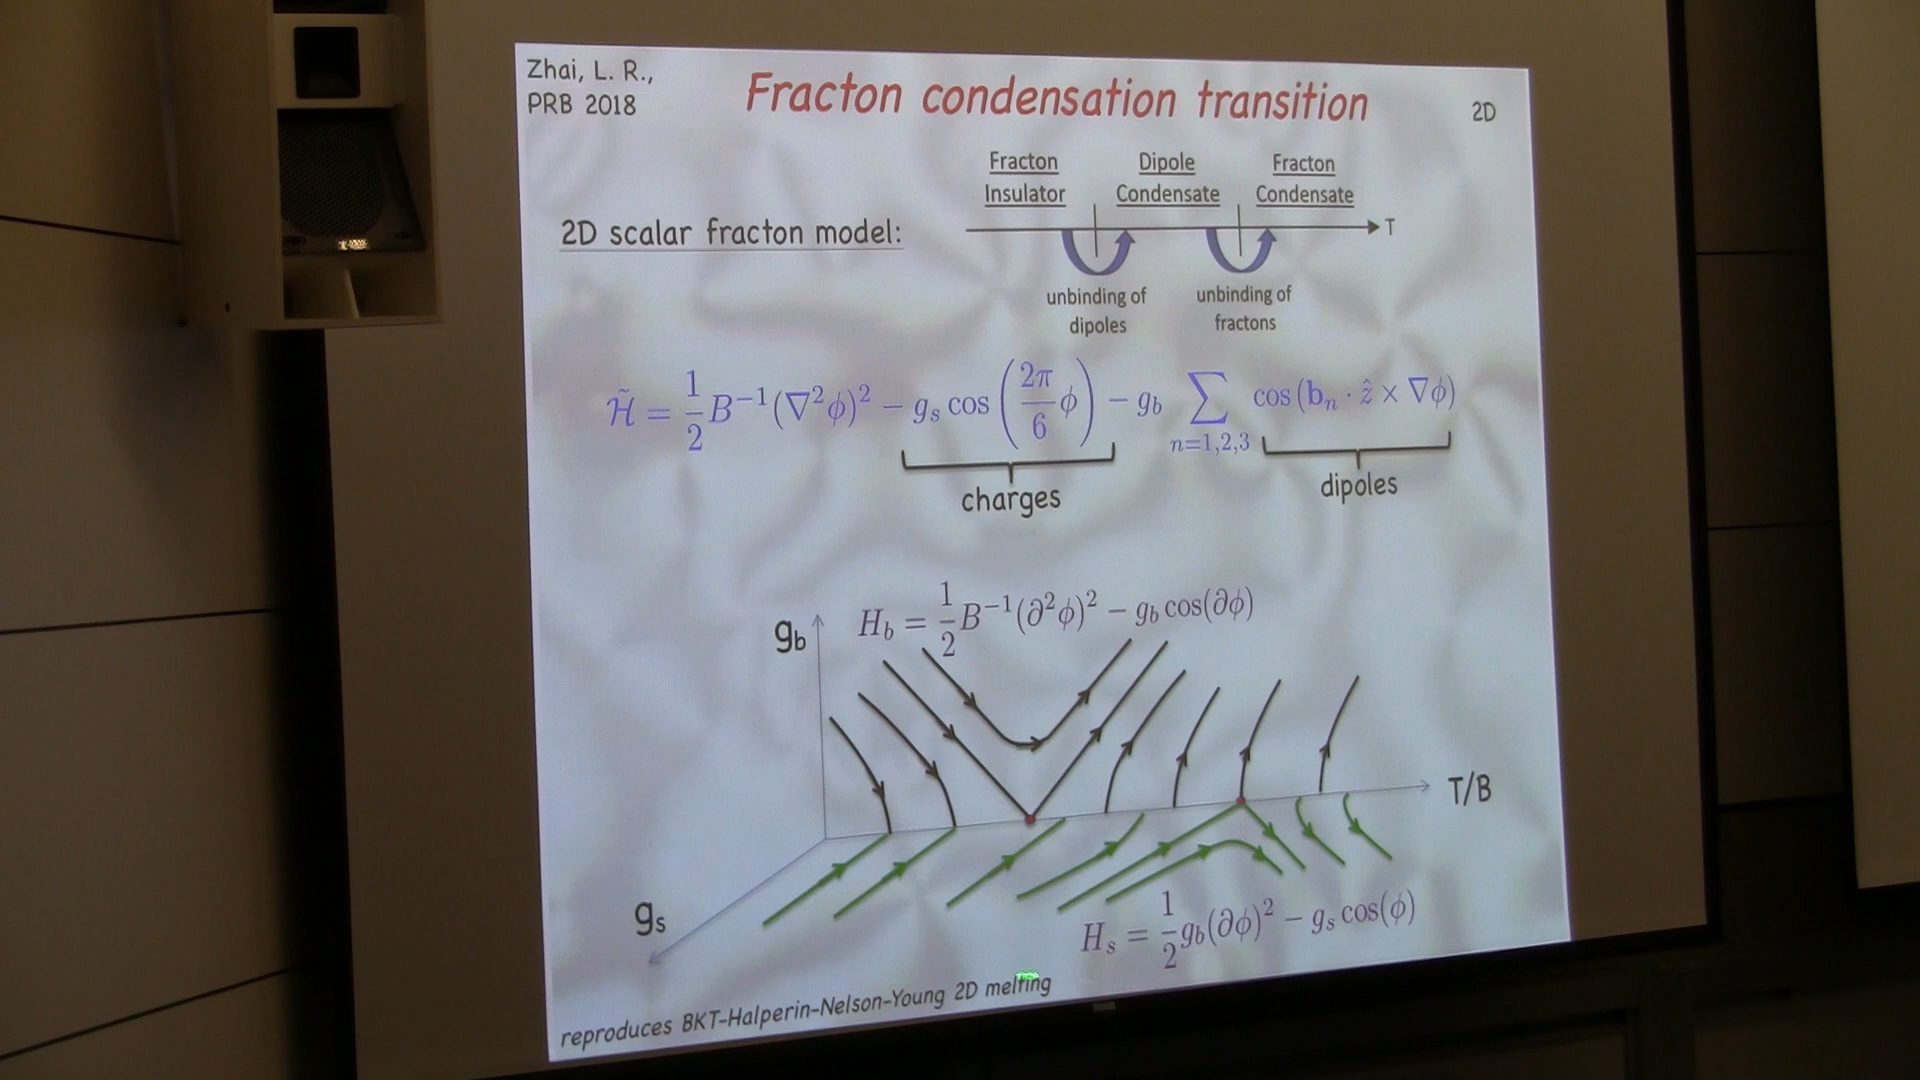 Zhai, L. R.,
PRB 2018
Fracton condensation transition
2D
Fracton Insulator
Dipole Condensate
Fracton Condensate
T
2D scalar fracton model:
unbinding of dipoles
unbinding of fractons
H̃ = 1/2 B⁻¹(∇²φ)² − g_s cos(2π/6 φ) − g_b ∑_{n=1,2,3} cos(b_n · ẑ × ∇φ)
charges
dipoles
g_b
H_b = 1/2 B⁻¹(∂²φ)² − g_b cos(∂φ)
T/B
g_s
H_s = 1/2 g_b(∂φ)² − g_s cos(φ)
reproduces BKT-Halperin-Nelson-Young 2D melting